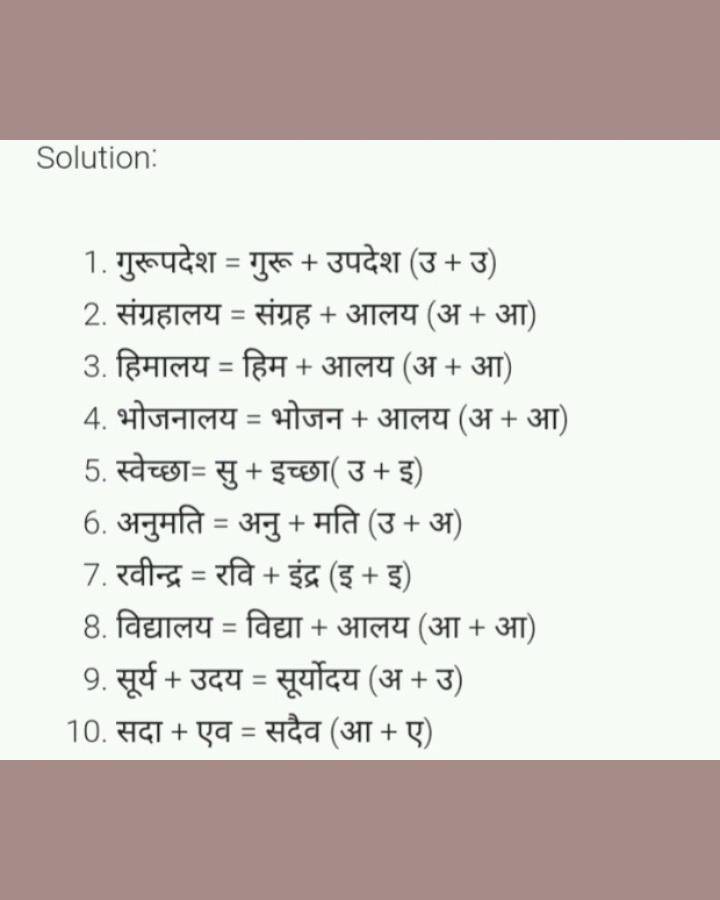 Solution:
1. गुरूपदेश = गुरू + उपदेश (उ + उ)
2. संग्रहालय = संग्रह + आलय (अ + आ)
3. हिमालय = हिम + आलय (अ + आ)
4. भोजनालय = भोजन + आलय (अ + आ)
5. स्वेच्छा= सु + इच्छा( उ + इ)
6. अनुमति = अनु + मति (उ + अ)
7. रवीन्द्र = रवि + इंद्र (इ + इ)
8. विद्यालय = विद्या + आलय (आ + आ)
9. सूर्य + उदय = सूर्योदय (अ + उ)
10. सदा + एव = सदैव (आ + ए)